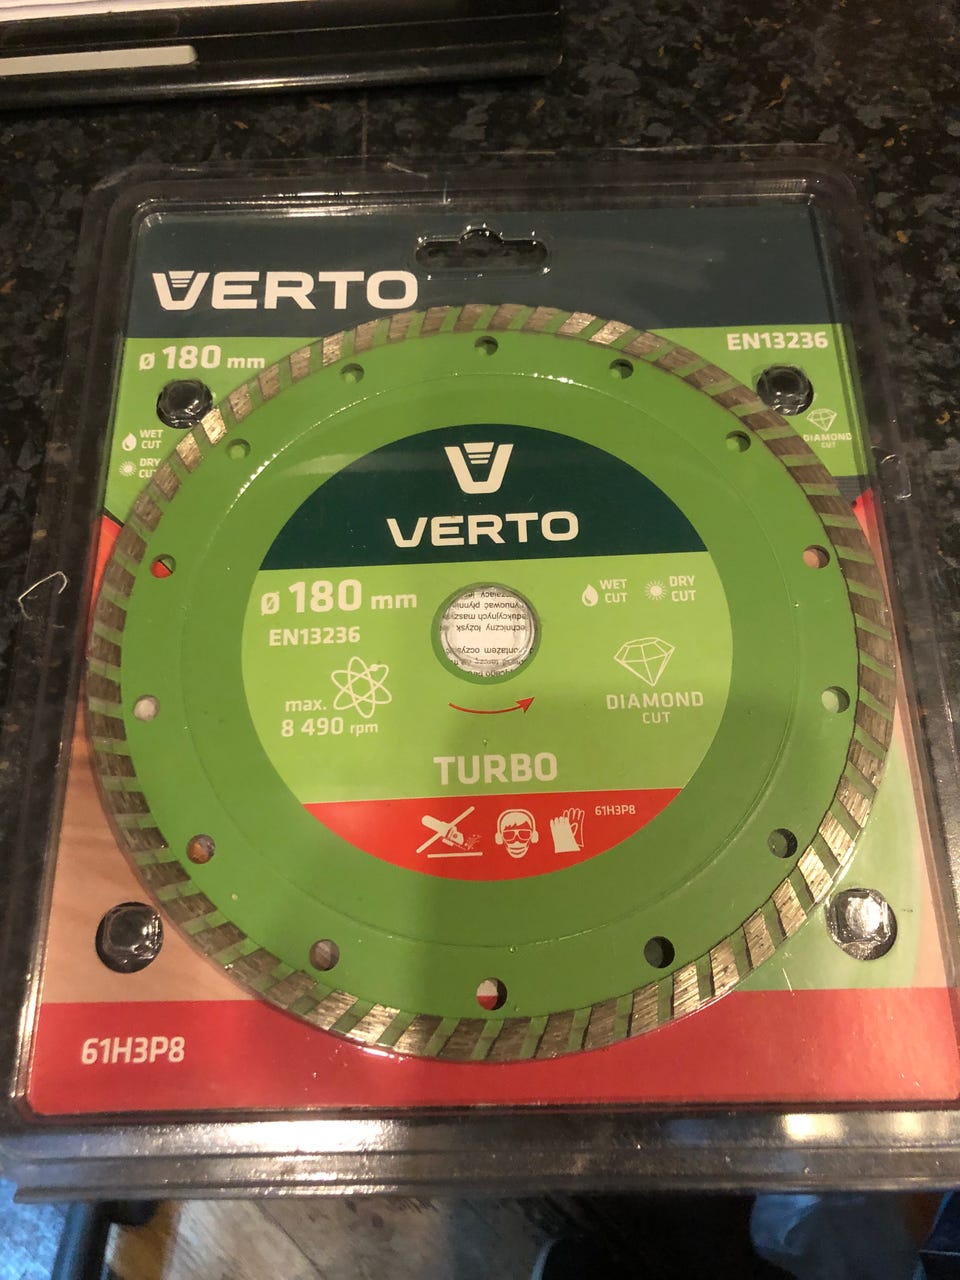 VERTO
ø 180 mm
EN13236
WET
CUT
DRY
CUT
DIAMOND
CUT
VERTO
ø 180 mm
EN13236
max.
8 490 rpm
WET
CUT
DRY
CUT
DIAMOND
CUT
TURBO
61H3P8
61H3P8